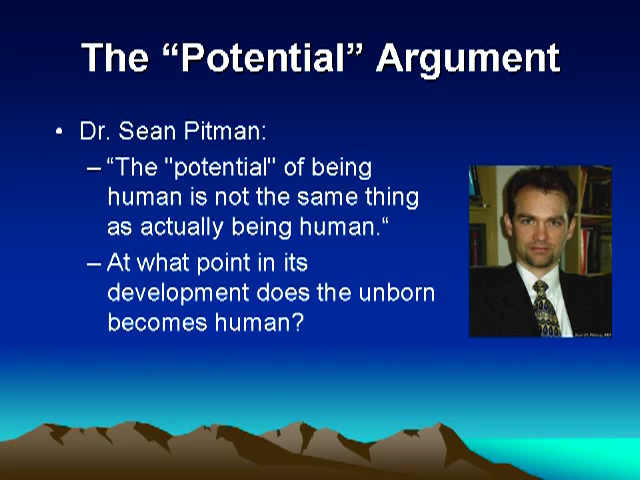 The “Potential” Argument
• Dr. Sean Pitman:
– “The "potential" of being
human is not the same thing
as actually being human.“
– At what point in its
development does the unborn
becomes human?